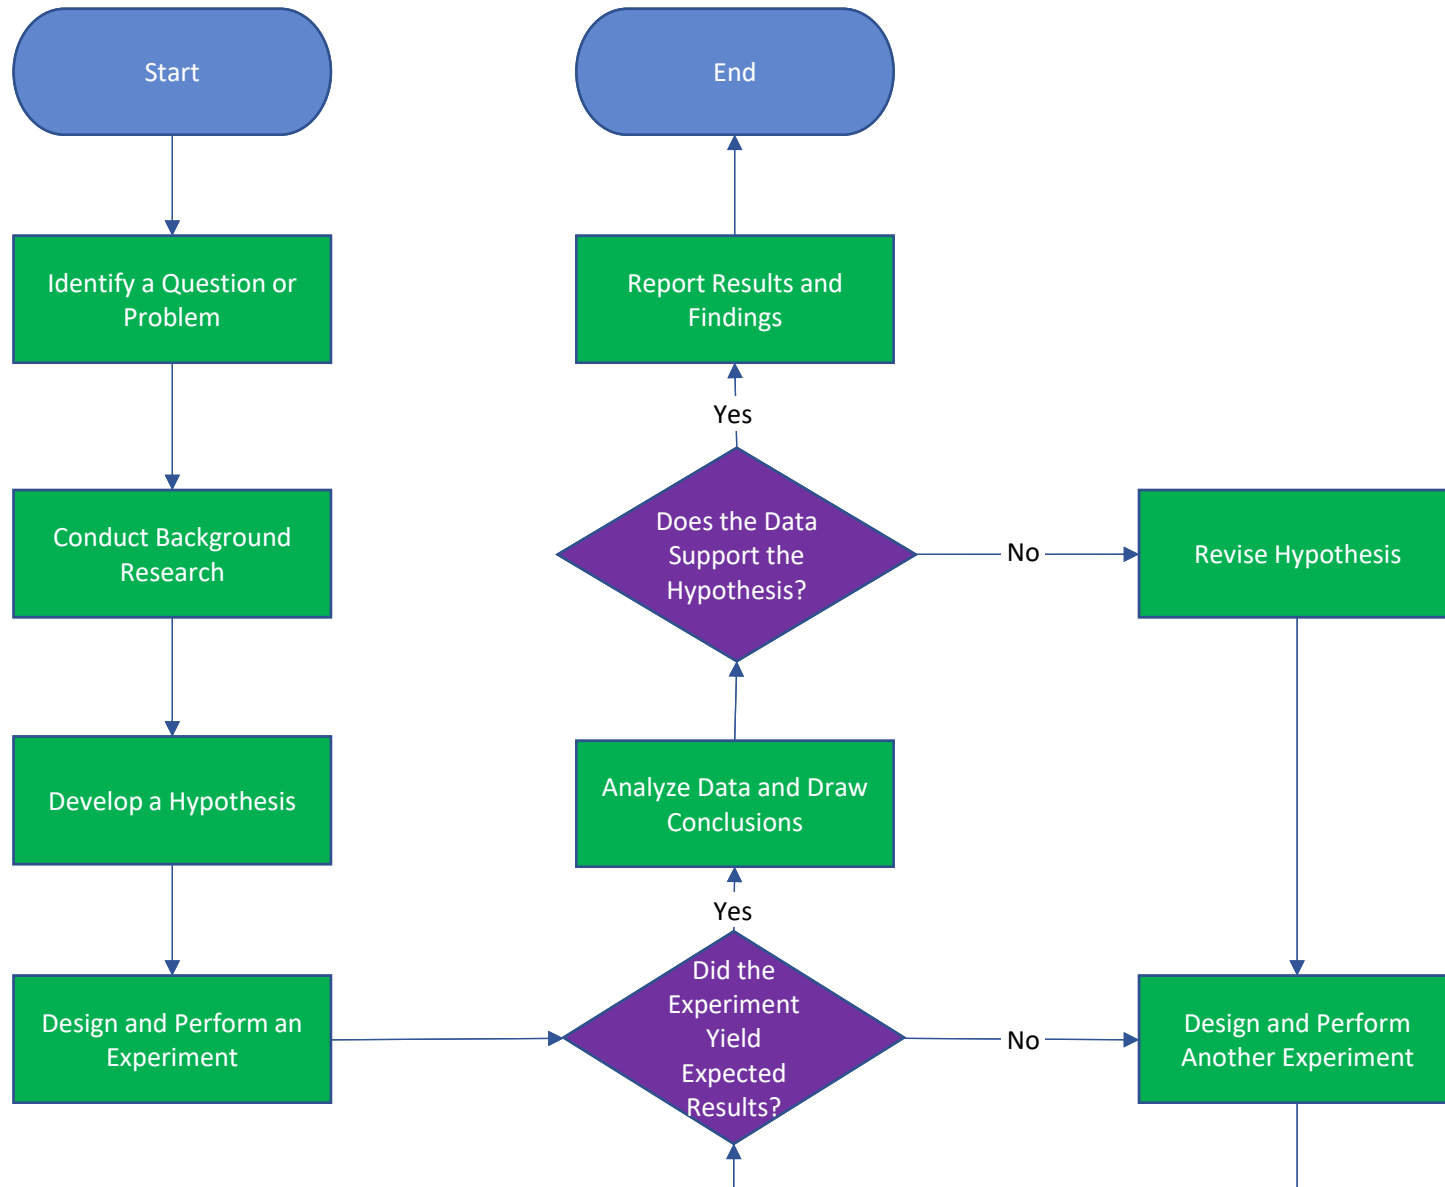 Start
Identify a Question or
Problem
Conduct Background
Research
Develop a Hypothesis
Design and Perform an
Experiment
Did the
Experiment
Yield
Expected
Results?
Yes
No
Analyze Data and Draw
Conclusions
Does the Data
Support the
Hypothesis?
Yes
No
Report Results and
Findings
End
Revise Hypothesis
Design and Perform
Another Experiment